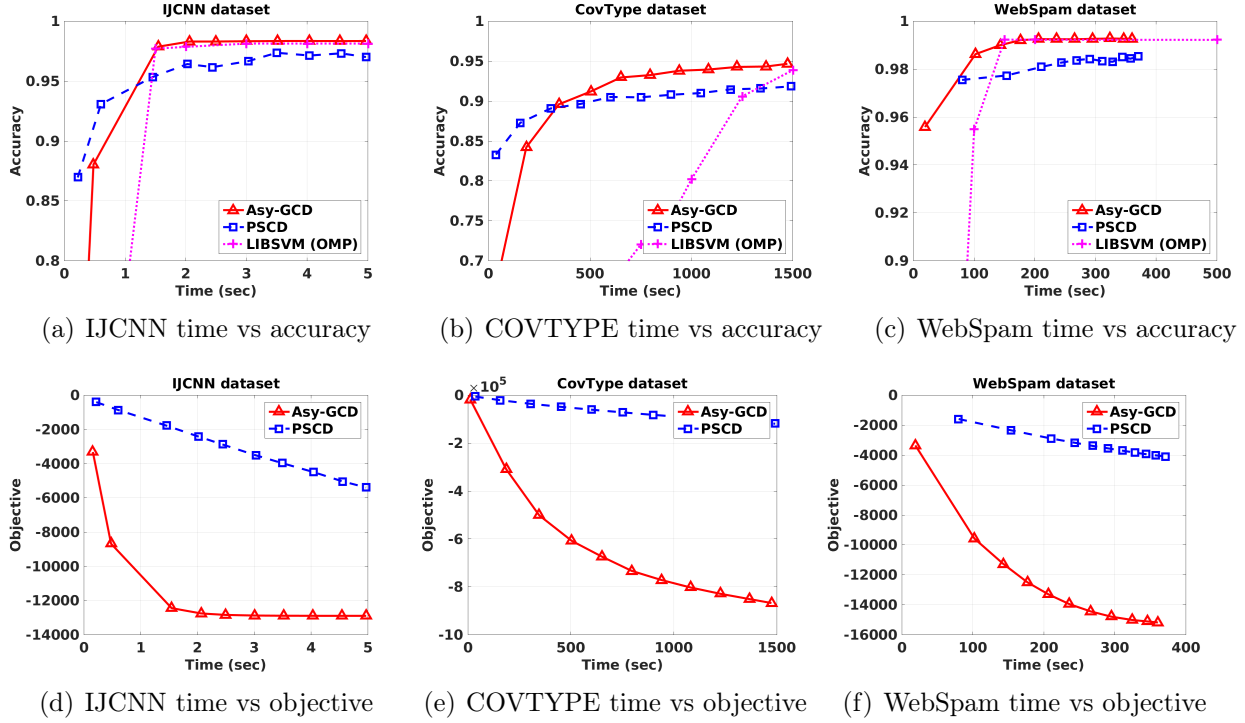 IJCNN dataset
1
0.95
0.9
0.85
0.8
Accuracy
0 1 2 3 4 5
Time (sec)
Asy-GCD
PSCD
LIBSVM (OMP)
(a) IJCNN time vs accuracy
CovType dataset
1
0.95
0.9
0.85
0.8
0.75
0.7
Accuracy
0 500 1000 1500
Time (sec)
Asy-GCD
PSCD
LIBSVM (OMP)
(b) COVTYPE time vs accuracy
WebSpam dataset
1
0.98
0.96
0.94
0.92
0.9
Accuracy
0 100 200 300 400 500
Time (sec)
Asy-GCD
PSCD
LIBSVM (OMP)
(c) WebSpam time vs accuracy
IJCNN dataset
0
-2000
-4000
-6000
-8000
-10000
-12000
-14000
Objective
0 1 2 3 4 5
Time (sec)
Asy-GCD
PSCD
(d) IJCNN time vs objective
CovType dataset
× 10^5
0
-2
-4
-6
-8
-10
Objective
0 500 1000 1500
Time (sec)
Asy-GCD
PSCD
(e) COVTYPE time vs objective
WebSpam dataset
0
-2000
-4000
-6000
-8000
-10000
-12000
-14000
-16000
Objective
0 100 200 300 400
Time (sec)
Asy-GCD
PSCD
(f) WebSpam time vs objective